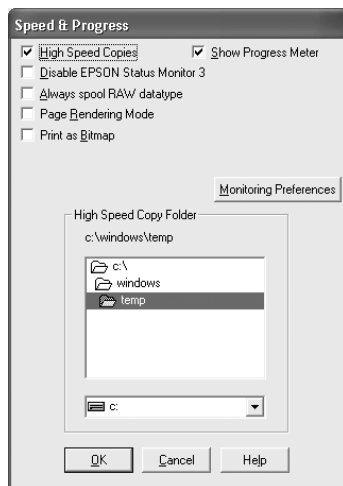 Speed & Progress
High Speed Copies Show Progress Meter
Disable EPSON Status Monitor 3
Always spool RAW datatype
Page Rendering Mode
Print as Bitmap
Monitoring Preferences
High Speed Copy Folder
c:\windows\temp
c:\
windows
temp
c:
OK Cancel Help